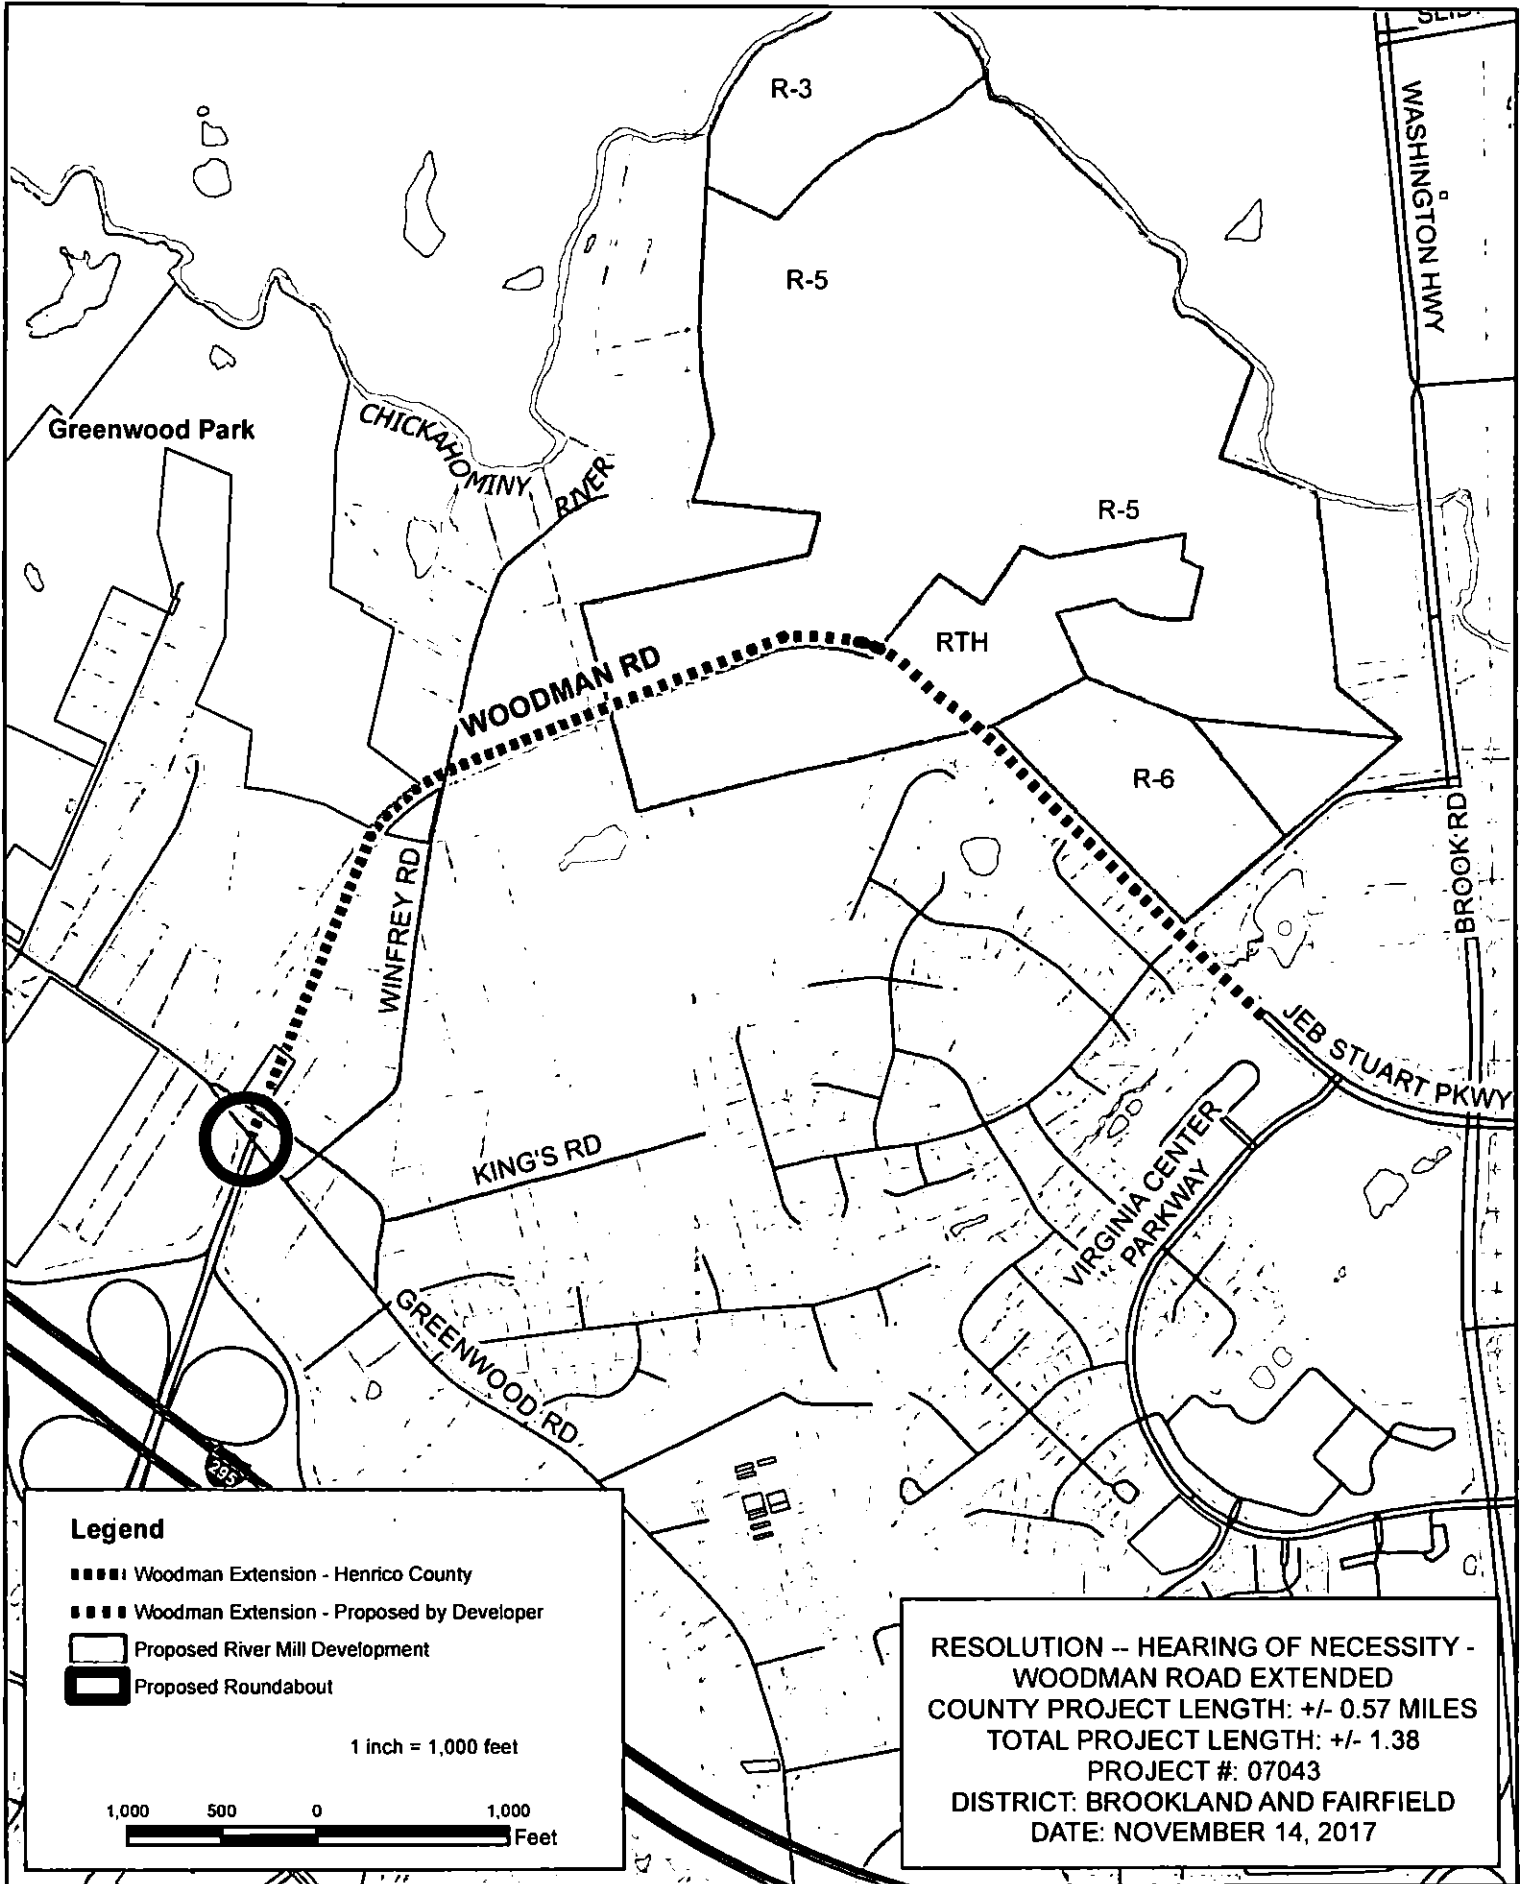 R-3
WASHINGTON HWY
R-5
Greenwood Park
CHICKAHOMINY
RIVER
R-5
RTH
WOODMAN RD
R-6
BROOK RD
WINFREY RD
JEB STUART PKWY
KING'S RD
VIRGINIA CENTER
PARKWAY
GREENWOOD RD
295
Legend
Woodman Extension - Henrico County
Woodman Extension - Proposed by Developer
Proposed River Mill Development
Proposed Roundabout
1 inch = 1,000 feet
1,000 500 0 1,000
Feet
RESOLUTION -- HEARING OF NECESSITY -
WOODMAN ROAD EXTENDED
COUNTY PROJECT LENGTH: +/- 0.57 MILES
TOTAL PROJECT LENGTH: +/- 1.38
PROJECT #: 07043
DISTRICT: BROOKLAND AND FAIRFIELD
DATE: NOVEMBER 14, 2017